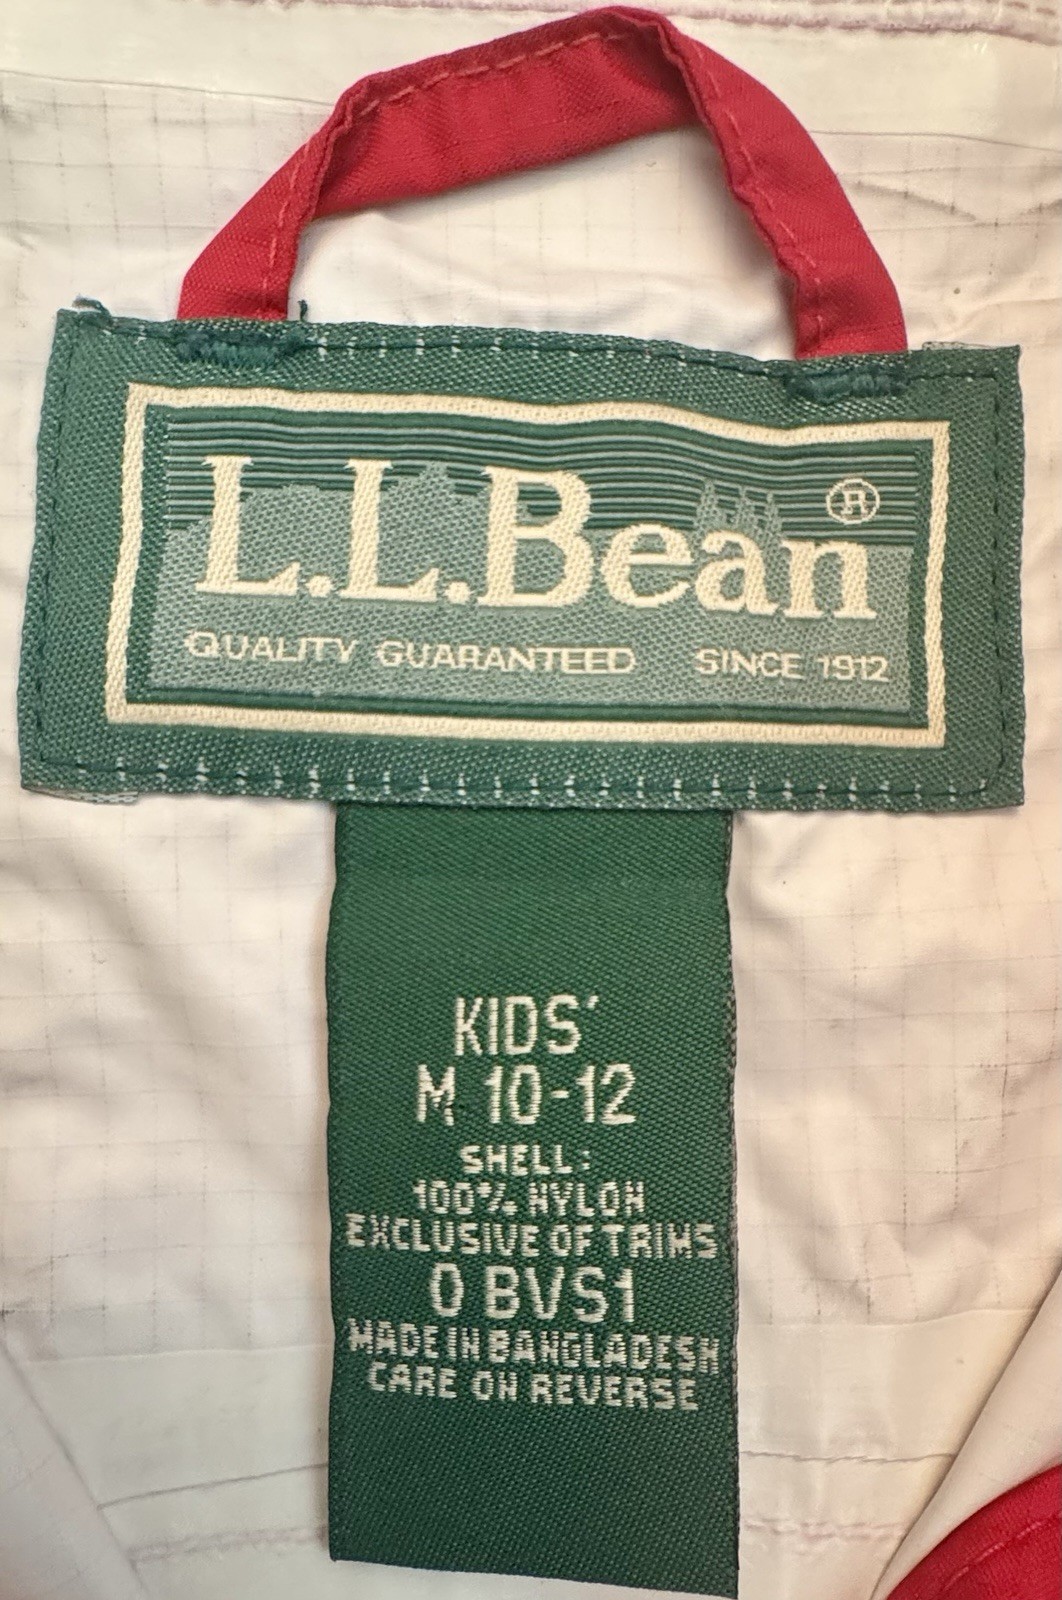 L.L.Bean®
QUALITY GUARANTEED SINCE 1912
KIDS'
M 10-12
SHELL:
100% NYLON
EXCLUSIVE OF TRIMS
0 BVS1
MADE IN BANGLADESH
CARE ON REVERSE